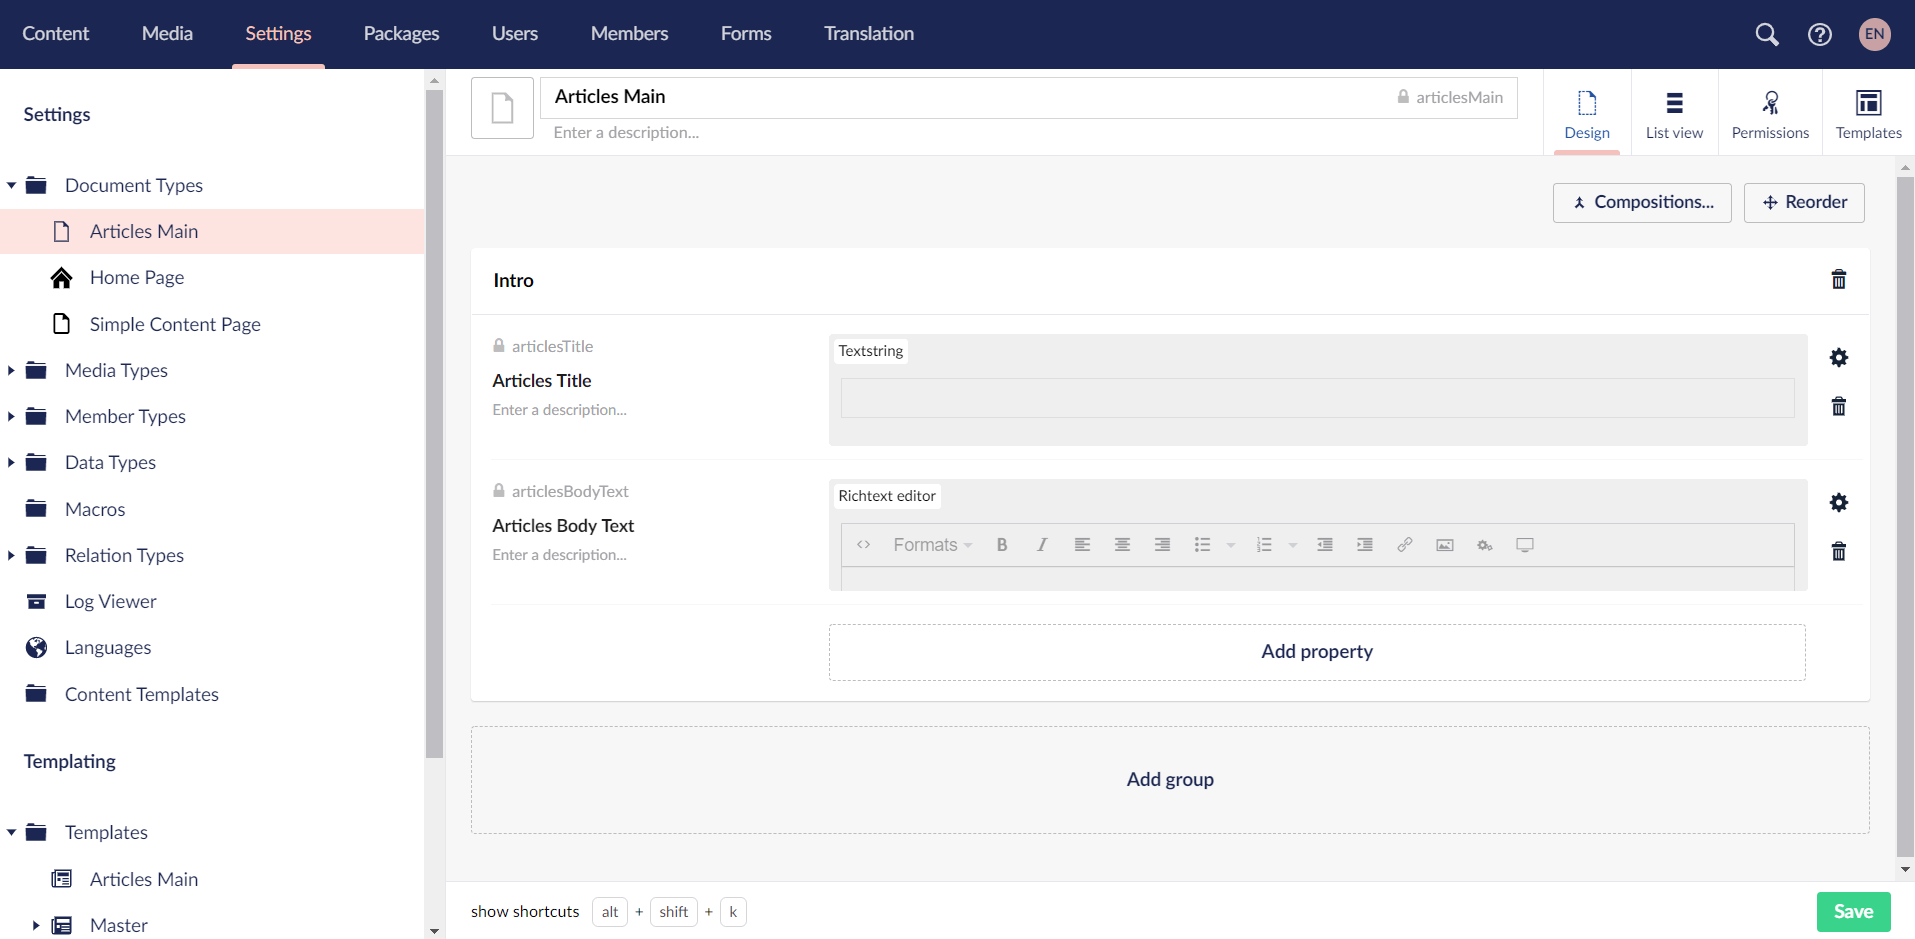 Content Media Settings Packages Users Members Forms Translation EN
Settings
Document Types
Articles Main
Home Page
Simple Content Page
Media Types
Member Types
Data Types
Macros
Relation Types
Log Viewer
Languages
Content Templates
Templating
Templates
Articles Main
Master
Articles Main articlesMain
Enter a description...
Design List view Permissions Templates
Compositions... Reorder
Intro
articlesTitle
Articles Title
Enter a description...
Textstring
articlesBodyText
Articles Body Text
Enter a description...
Richtext editor
Formats B I
Add property
Add group
show shortcuts alt + shift + k
Save